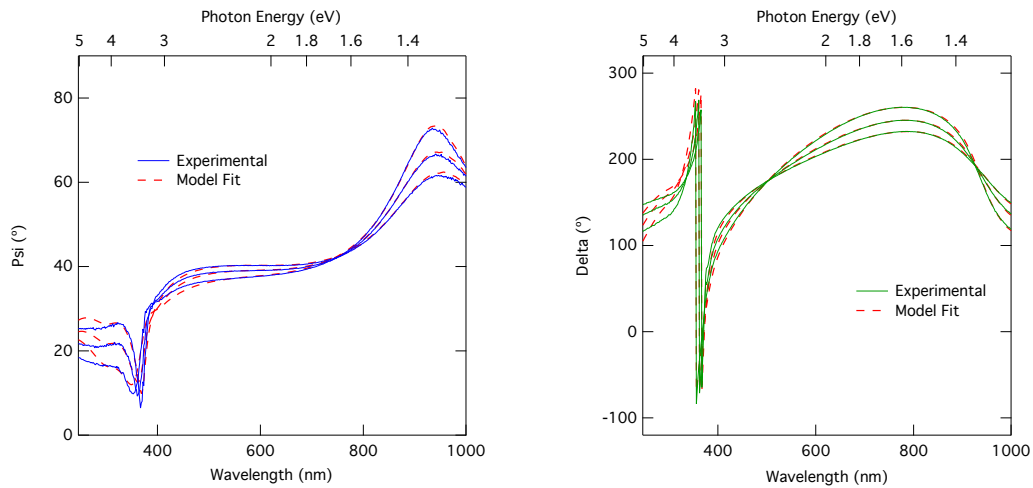 Photon Energy (eV)
5 4 3 2 1.8 1.6 1.4
80
60
40
20
0
Psi (°)
Experimental
Model Fit
400 600 800 1000
Wavelength (nm)
Photon Energy (eV)
5 4 3 2 1.8 1.6 1.4
300
200
100
0
-100
Delta (°)
Experimental
Model Fit
400 600 800 1000
Wavelength (nm)